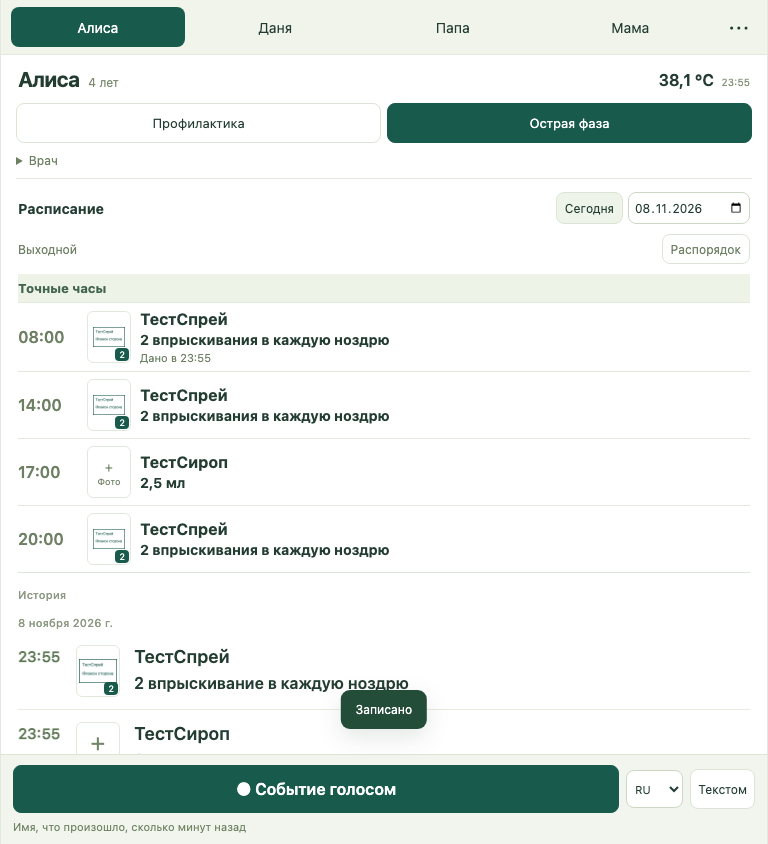 Алиса Даня Папа Мама ...
Алиса 4 лет 38,1 °C 23:55
Профилактика Острая фаза
Врач
Расписание Сегодня 08.11.2026
Выходной Распорядок
Точные часы
08:00 ТестСпрей
2 впрыскивания в каждую ноздрю
2 Дано в 23:55
14:00 ТестСпрей
2 впрыскивания в каждую ноздрю
2
17:00 + ТестСироп
Фото 2,5 мл
20:00 ТестСпрей
2 впрыскивания в каждую ноздрю
2
История
8 ноября 2026 г.
23:55 ТестСпрей
2 впрыскивание в каждую ноздрю
2
Записано
23:55 + ТестСироп
Событие голосом RU Текстом
Имя, что произошло, сколько минут назад